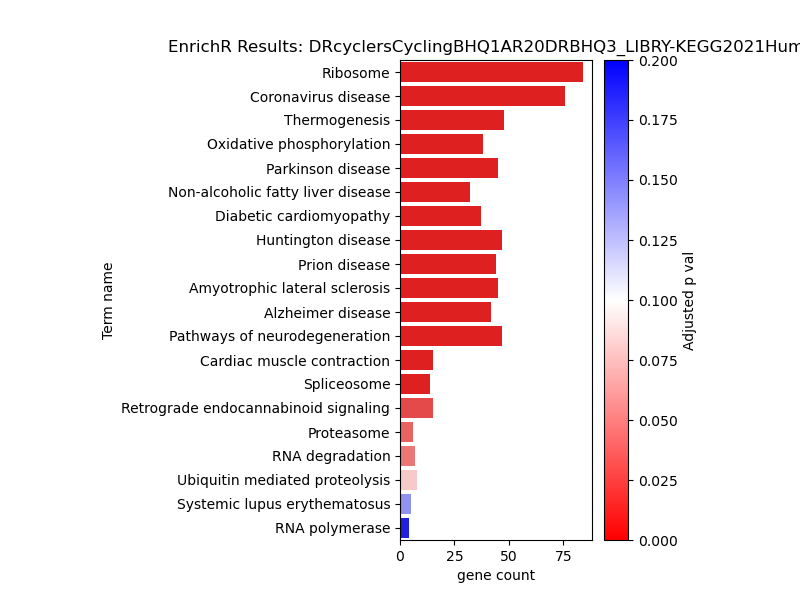 EnrichR Results: DRcyclersCyclingBHQ1AR20DRBHQ3_LIBRY-KEGG2021Hum
Ribosome
Coronavirus disease
Thermogenesis
Oxidative phosphorylation
Parkinson disease
Non-alcoholic fatty liver disease
Diabetic cardiomyopathy
Huntington disease
Prion disease
Amyotrophic lateral sclerosis
Alzheimer disease
Pathways of neurodegeneration
Cardiac muscle contraction
Spliceosome
Retrograde endocannabinoid signaling
Proteasome
RNA degradation
Ubiquitin mediated proteolysis
Systemic lupus erythematosus
RNA polymerase
Term name
0 25 50 75
gene count
0.200
0.175
0.150
0.125
0.100
0.075
0.050
0.025
0.000
Adjusted p val